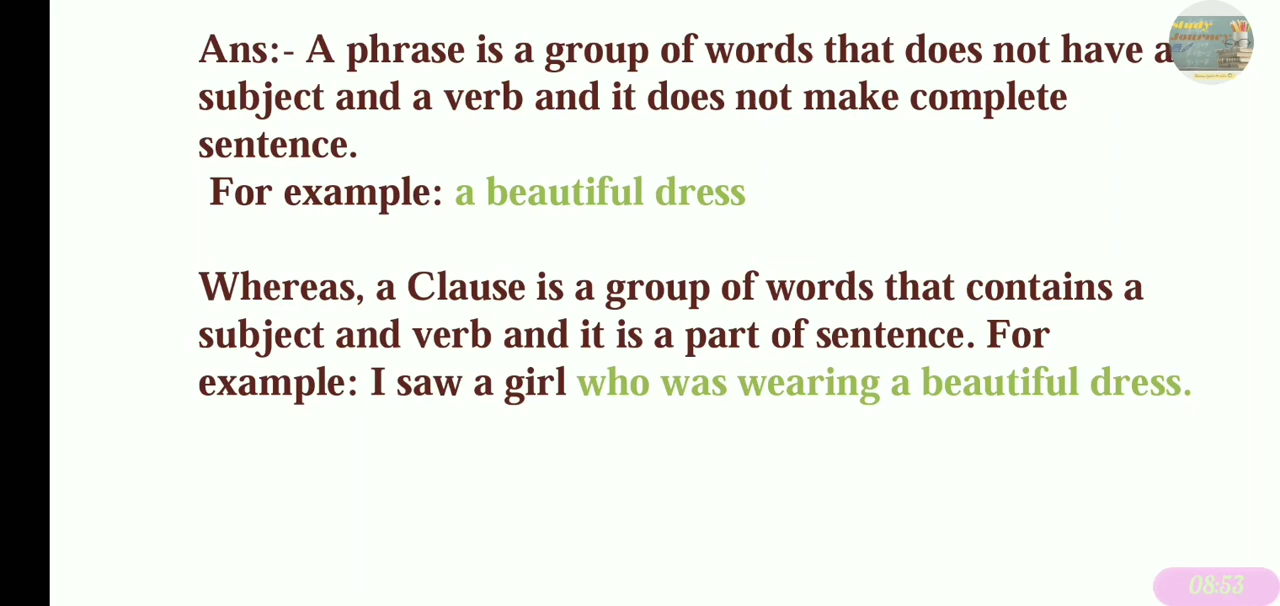 Ans:- A phrase is a group of words that does not have a
subject and a verb and it does not make complete
sentence.
For example: a beautiful dress
Whereas, a Clause is a group of words that contains a
subject and verb and it is a part of sentence. For
example: I saw a girl who was wearing a beautiful dress.
study
Journey
08:53